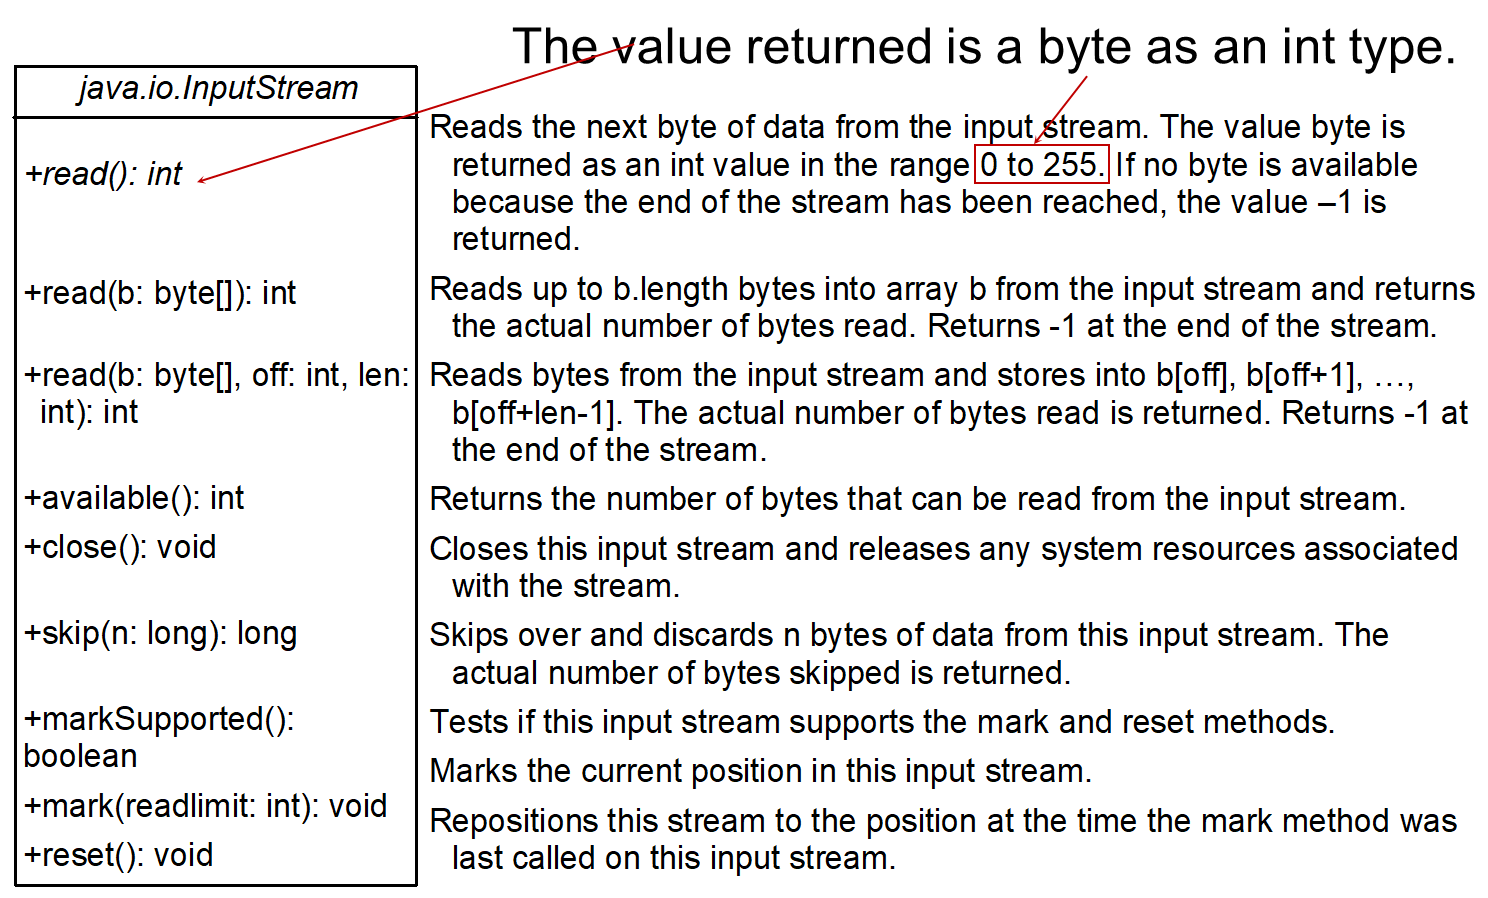 The value returned is a byte as an int type.
java.io.InputStream
+read(): int
Reads the next byte of data from the input stream. The value byte is
returned as an int value in the range 0 to 255. If no byte is available
because the end of the stream has been reached, the value –1 is
returned.
+read(b: byte[]): int
Reads up to b.length bytes into array b from the input stream and returns
the actual number of bytes read. Returns -1 at the end of the stream.
+read(b: byte[], off: int, len:
int): int
Reads bytes from the input stream and stores into b[off], b[off+1], …,
b[off+len-1]. The actual number of bytes read is returned. Returns -1 at
the end of the stream.
+available(): int
Returns the number of bytes that can be read from the input stream.
+close(): void
Closes this input stream and releases any system resources associated
with the stream.
+skip(n: long): long
Skips over and discards n bytes of data from this input stream. The
actual number of bytes skipped is returned.
+markSupported():
boolean
Tests if this input stream supports the mark and reset methods.
Marks the current position in this input stream.
+mark(readlimit: int): void
Repositions this stream to the position at the time the mark method was
last called on this input stream.
+reset(): void